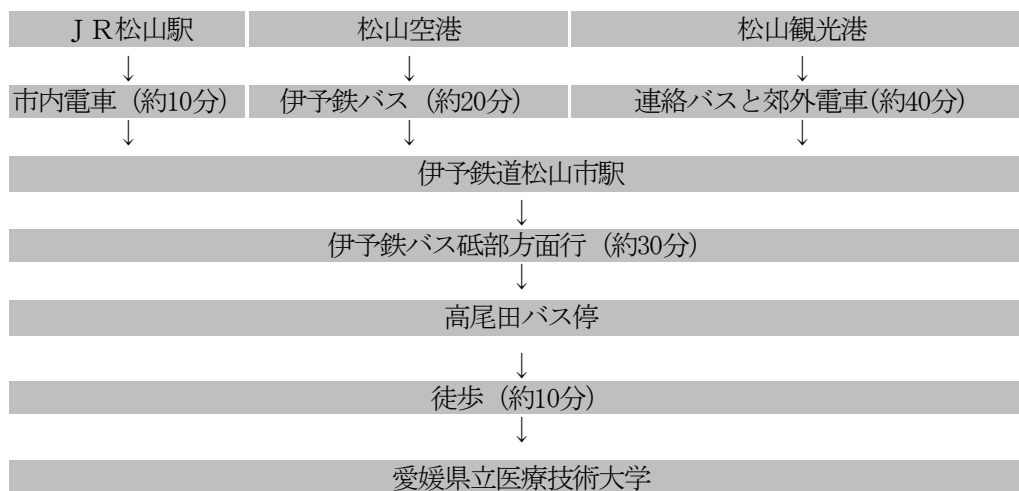 ＪＲ松山駅 松山空港 松山観光港
↓ ↓ ↓
市内電車（約10分） 伊予鉄バス（約20分） 連絡バスと郊外電車(約40分）
↓ ↓ ↓
伊予鉄道松山市駅
↓
伊予鉄バス砥部方面行（約30分）
↓
高尾田バス停
↓
徒歩（約10分）
↓
愛媛県立医療技術大学